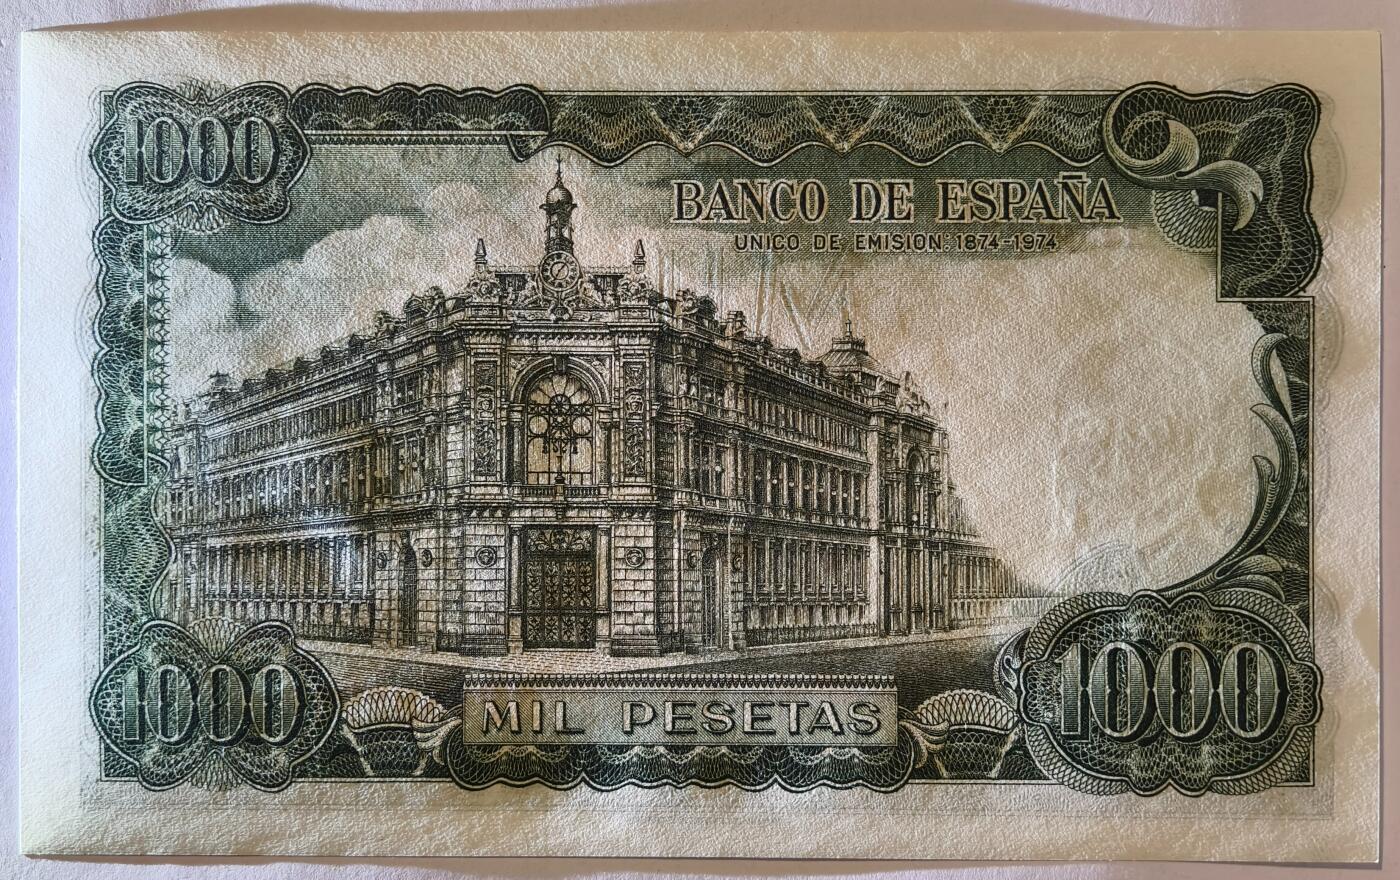 1000
BANCO DE ESPAÑA
UNICO DE EMISION: 1874-1974
MIL PESETAS
1000
1000